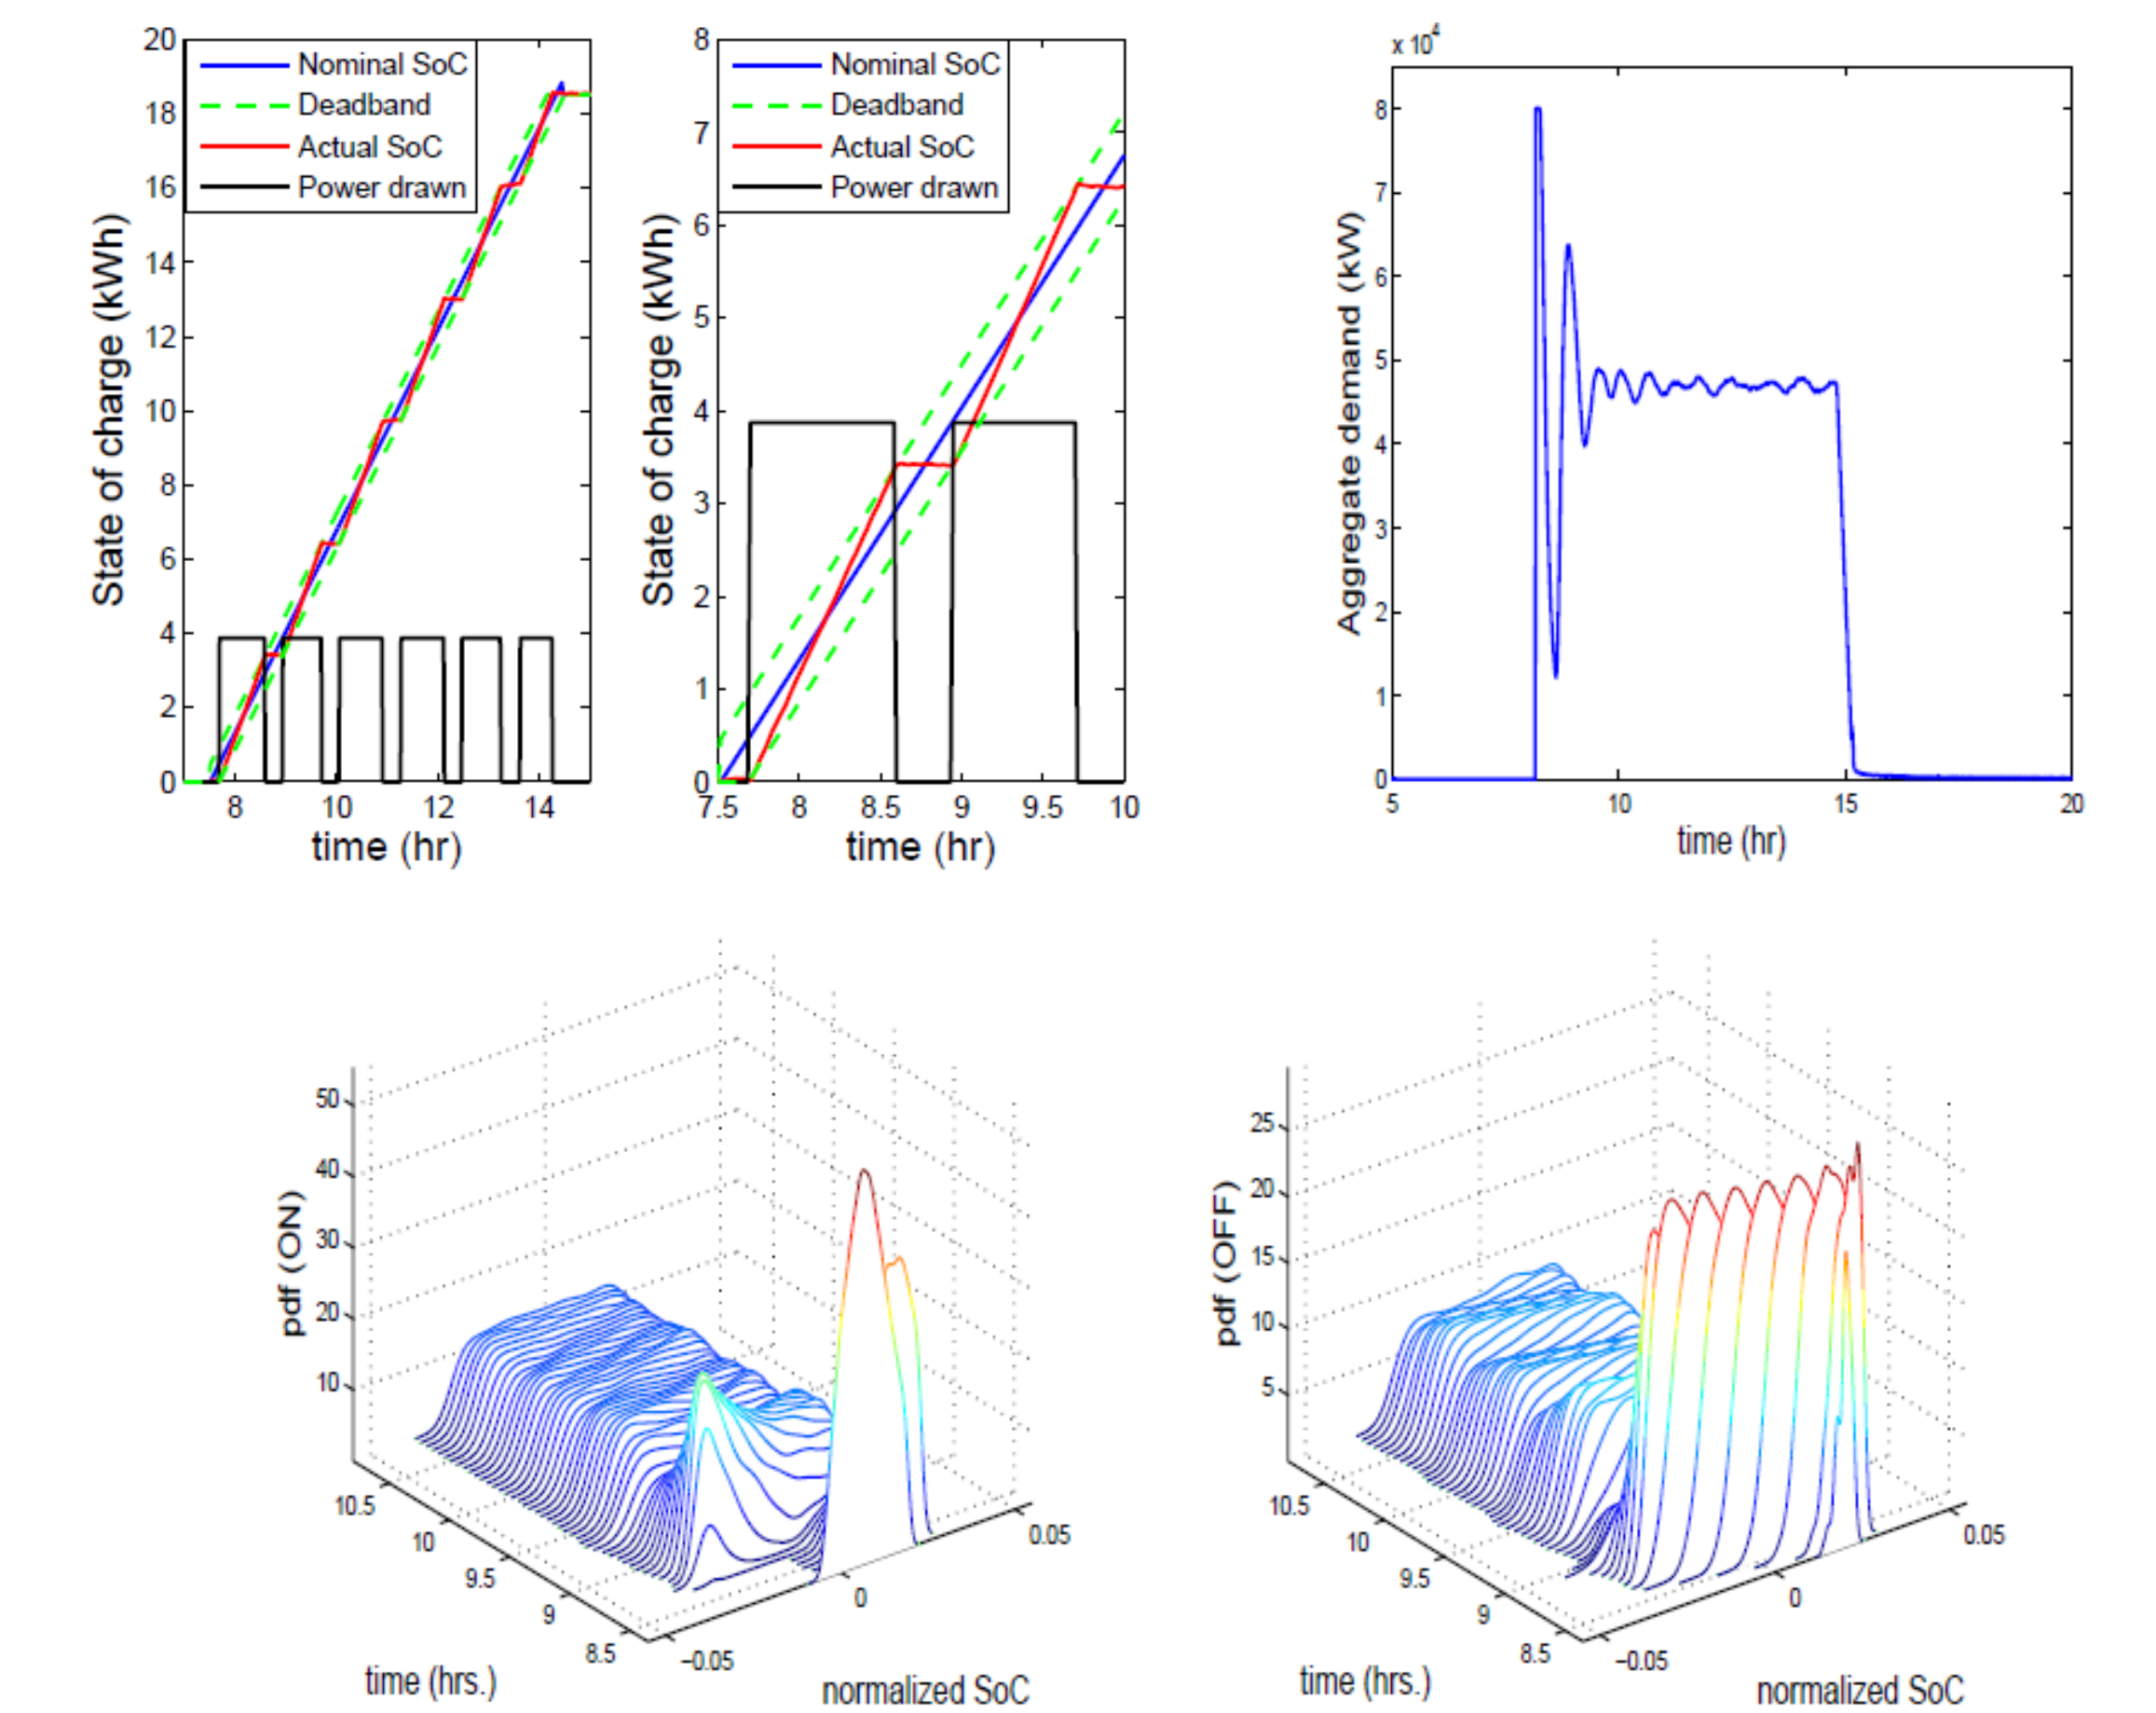 20
18
16
14
12
10
8
6
4
2
0
Nominal SoC
Deadband
Actual SoC
Power drawn
State of charge (kWh)
8 10 12 14
time (hr)
8
7
6
5
4
3
2
1
0
Nominal SoC
Deadband
Actual SoC
Power drawn
State of charge (kWh)
7.5 8 8.5 9 9.5 10
time (hr)
x 10^4
8
7
6
5
4
3
2
1
0
Aggregate demand (kW)
5 10 15 20
time (hr)
50
40
30
20
10
pdf (ON)
10.5
10
9.5
9
8.5
time (hrs.)
−0.05
0
0.05
normalized SoC
25
20
15
10
5
pdf (OFF)
10.5
10
9.5
9
8.5
time (hrs.)
−0.05
0
0.05
normalized SoC